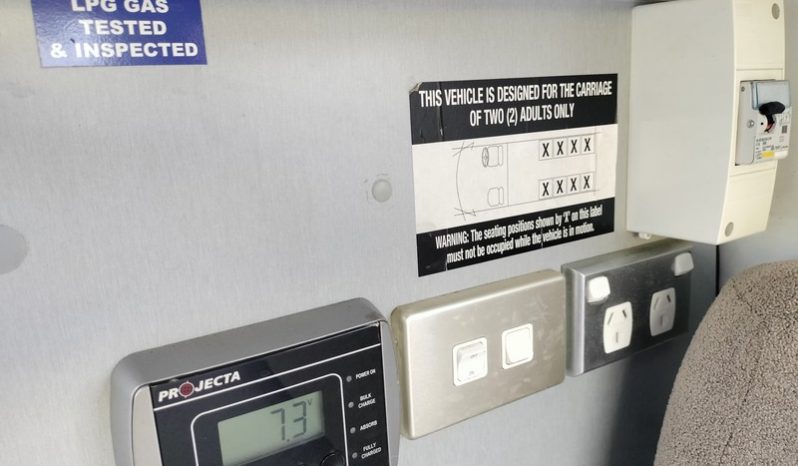 LPG GAS
TESTED
& INSPECTED
THIS VEHICLE IS DESIGNED FOR THE CARRIAGE
OF TWO (2) ADULTS ONLY
X X X X
X X X X
WARNING: The seating positions shown by 'X' on this label
must not be occupied while the vehicle is in motion.
PROJECTA
7.3 V
POWER ON
BULK
CHARGE
ABSORB
FULLY
CHARGED